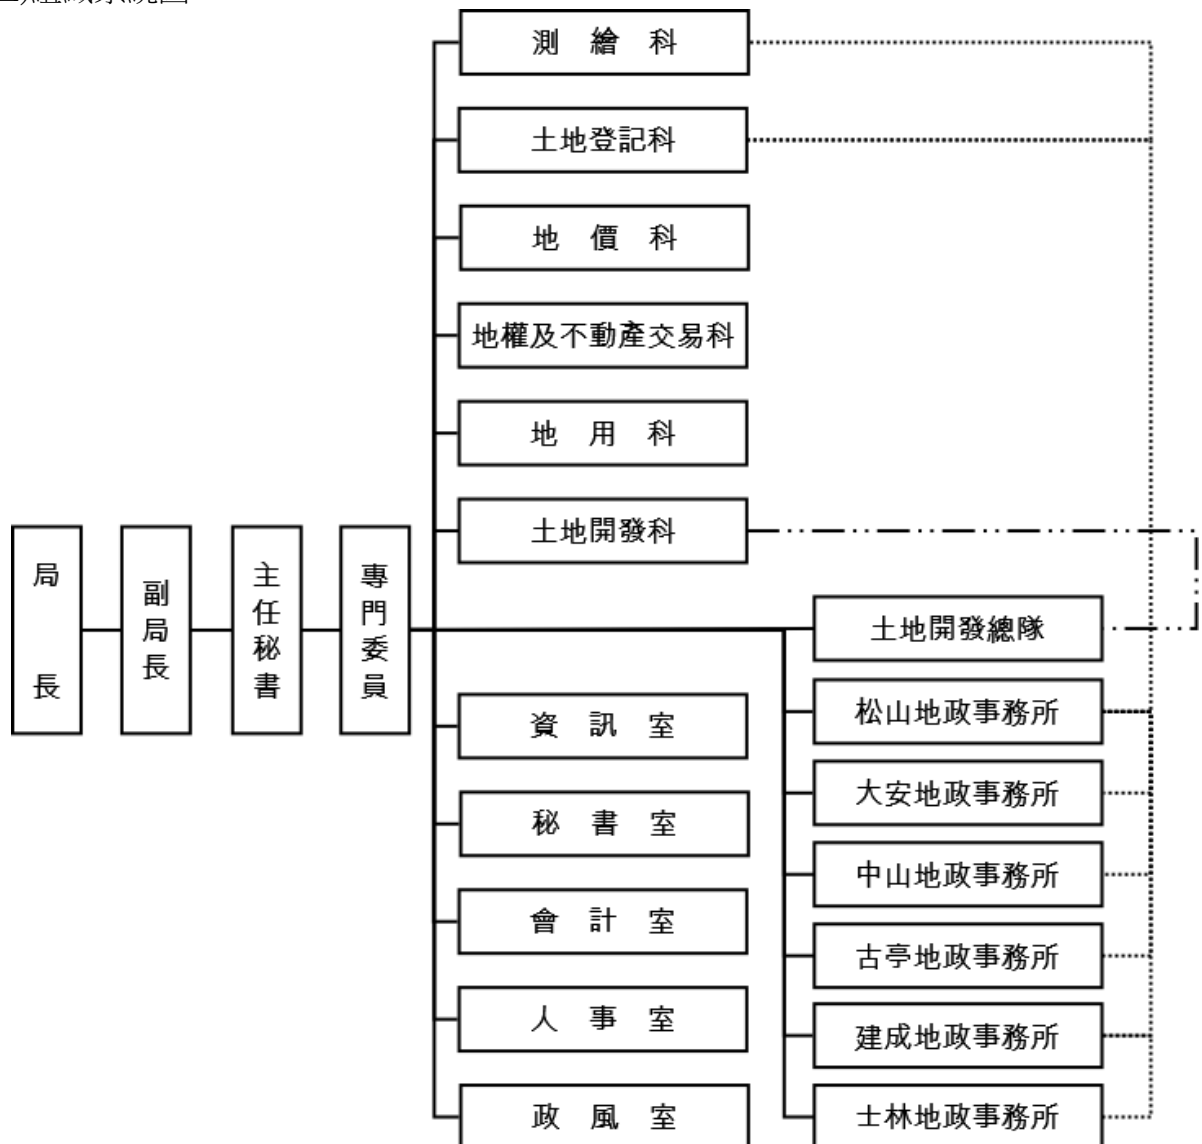 組織系統圖
測繪科
土地登記科
地價科
地權及不動產交易科
地用科
土地開發科
局長
副局長
主任秘書
專門委員
土地開發總隊
松山地政事務所
大安地政事務所
中山地政事務所
古亭地政事務所
建成地政事務所
士林地政事務所
資訊室
秘書室
會計室
人事室
政風室